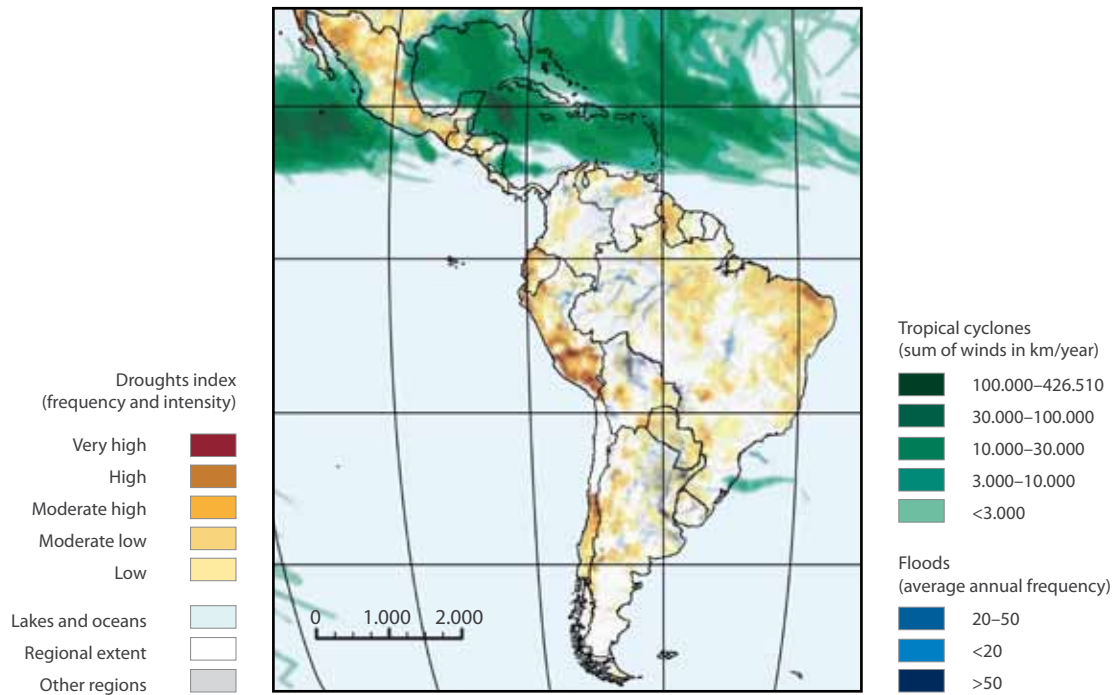 Droughts index
(frequency and intensity)
Very high
High
Moderate high
Moderate low
Low
Lakes and oceans
Regional extent
Other regions
0 1.000 2.000
Tropical cyclones
(sum of winds in km/year)
100.000–426.510
30.000–100.000
10.000–30.000
3.000–10.000
<3.000
Floods
(average annual frequency)
20–50
<20
>50